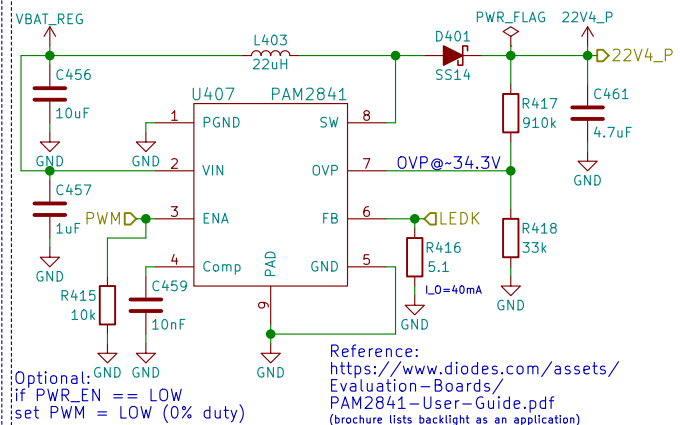 VBAT_REG
L403
22uH
D401
SS14
PWR_FLAG
22V4_P
22V4_P
C456
10uF
GND
U407
PAM2841
1
PGND
GND
SW
8
R417
910k
C461
4.7uF
GND
2
VIN
OVP
7
OVP@~34.3V
C457
1uF
GND
PWM
3
ENA
FB
6
LEDK
R418
33k
GND
4
Comp
PAD
GND
5
R416
5.1
I_O=40mA
GND
R415
10k
GND
C459
10nF
GND
9
GND
Optional:
if PWR_EN == LOW
set PWM = LOW (0% duty)
Reference:
https://www.diodes.com/assets/
Evaluation-Boards/
PAM2841-User-Guide.pdf
(brochure lists backlight as an application)